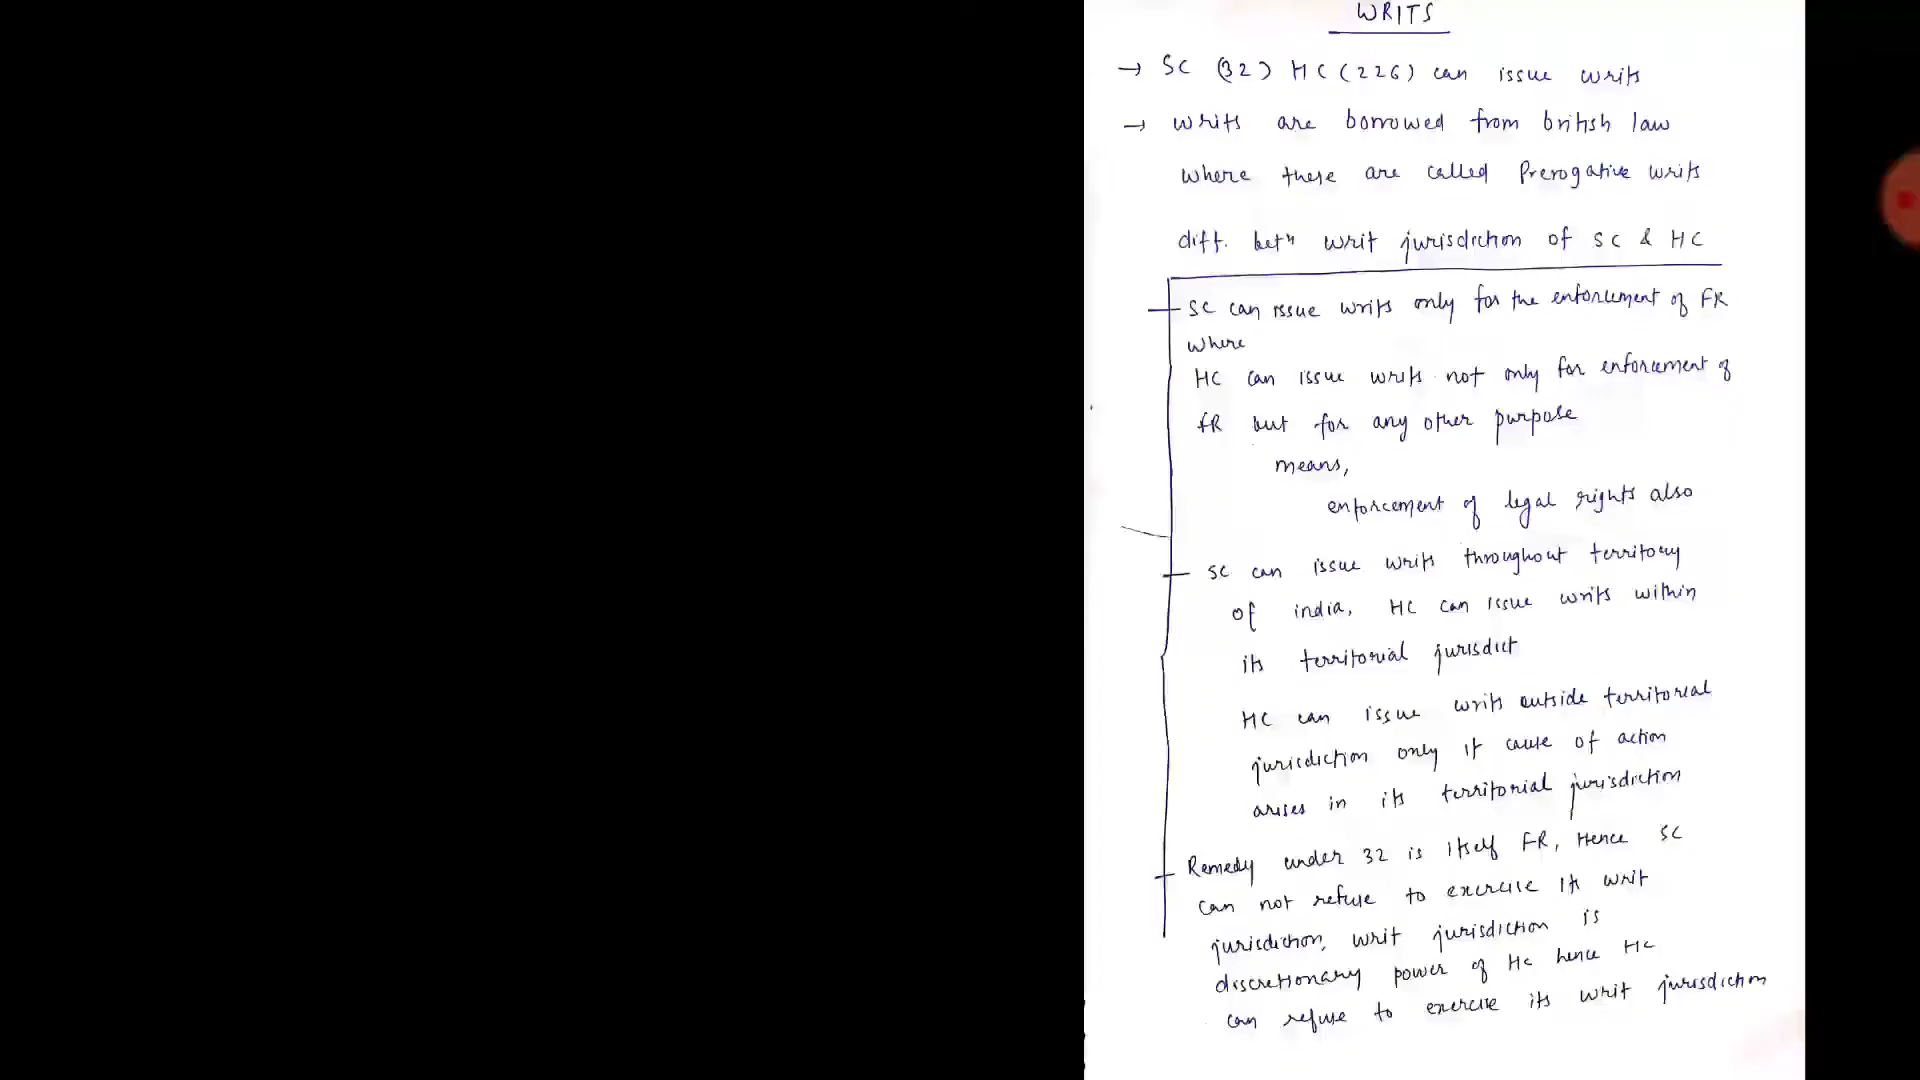 WRITS
→ SC (32) HC (226) can issue writs
→ writs are borrowed from british law
where these are called Prerogative writs
diff. betn writ jurisdiction of SC & HC
SC can issue writs only for the enforcement of FR
where
HC can issue writs not only for enforcement of
FR but for any other purpose
means,
enforcement of legal rights also
SC can issue writs throughout territory
of india, HC can issue writs within
its territorial jurisdict
HC can issue writs outside territorial
jurisdiction only if cause of action
arises in its territorial jurisdiction
Remedy under 32 is itself FR, Hence SC
can not refuse to exercise its writ
jurisdiction, writ jurisdiction is
discretionary power of HC hence HC
can refuse to exercise its writ jurisdiction